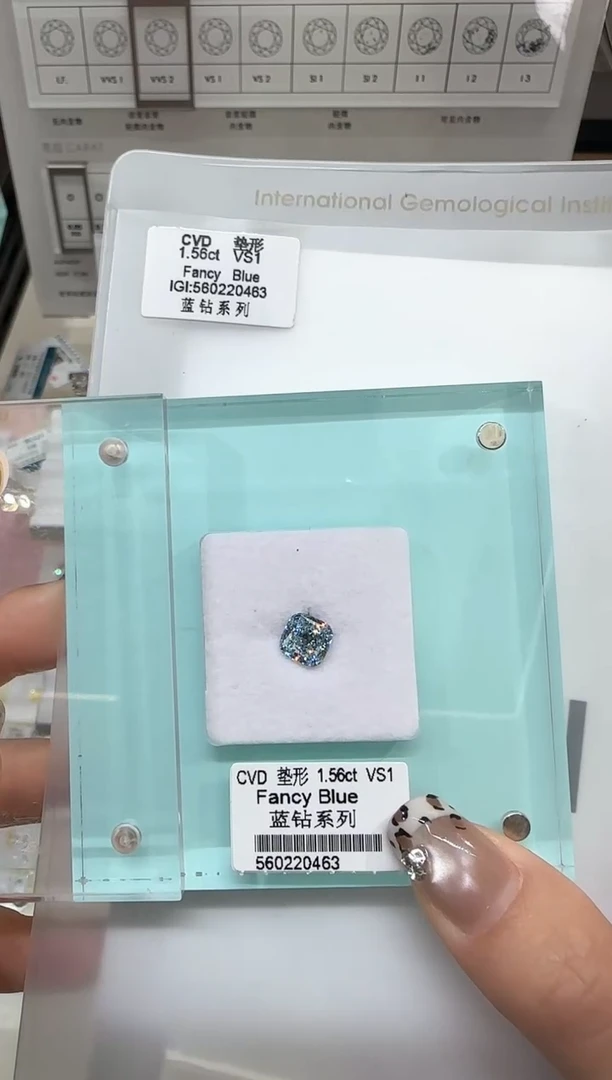 VVS 1
VVS 2
VS 1
VS 2
SI 1
SI 2
I 1
I 2
I 3
CARAT
International Gemological Insti
CVD 垫形
1.56ct VS1
Fancy Blue
IGI:560220463
蓝钻系列
CVD 垫形 1.56ct VS1
Fancy Blue
蓝钻系列
560220463